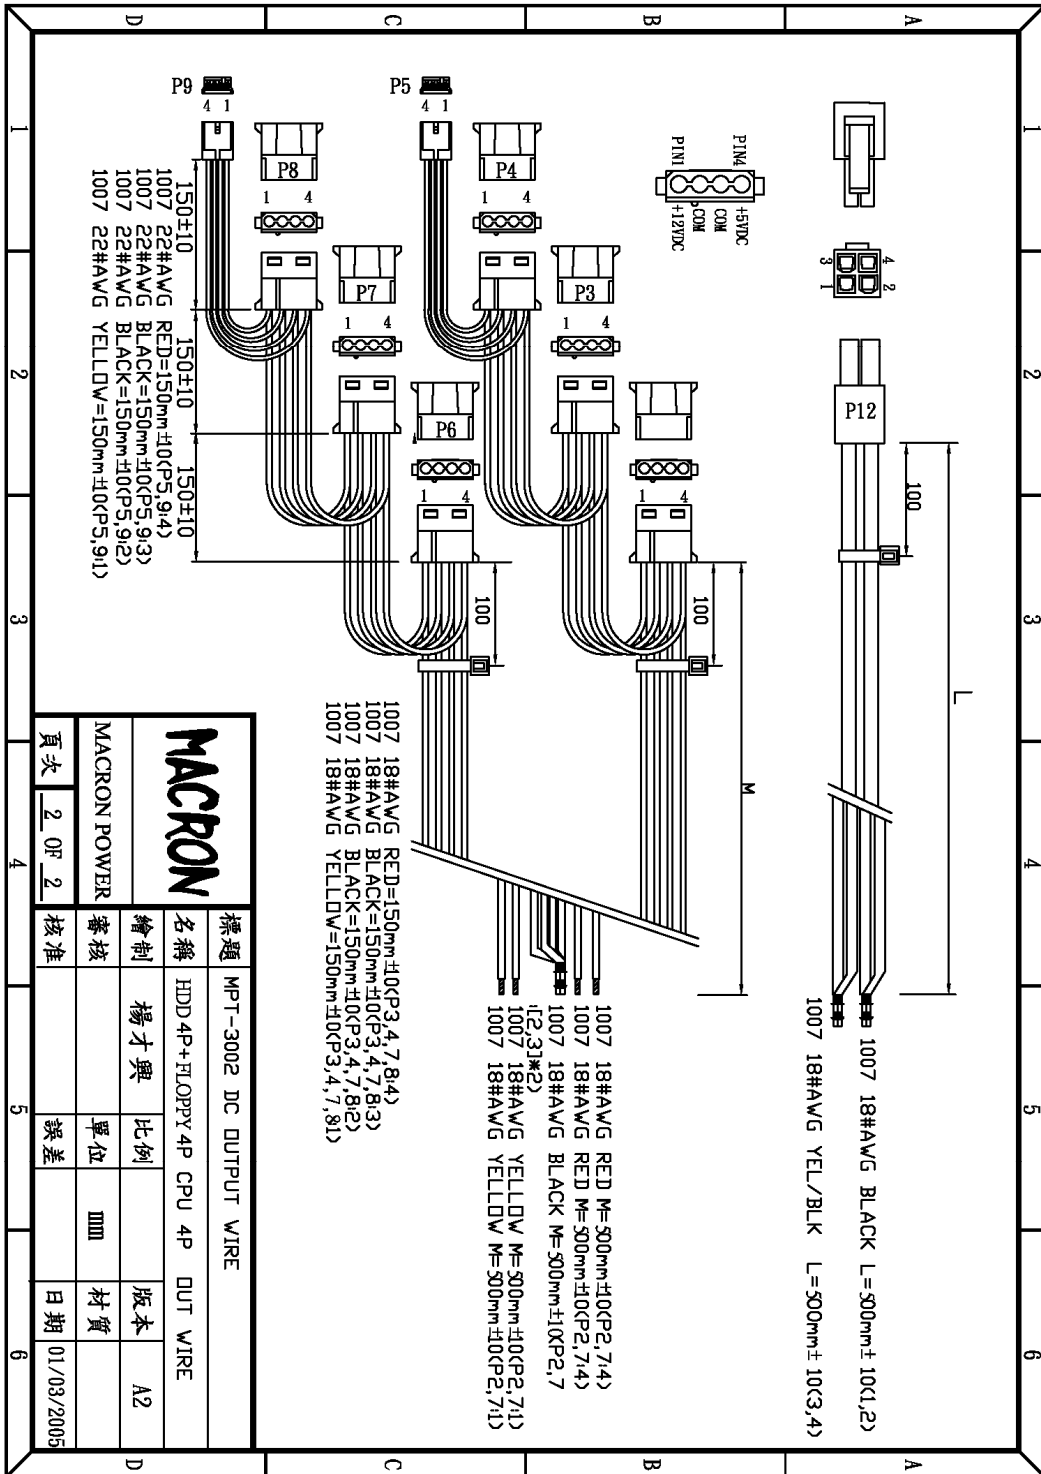 A
B
C
D
1
2
3
4
5
6
4
2
3
1
P12
100
L
1007 18#AWG BLACK L=500mm±10(1,2)
1007 18#AWG YEL/BLK L=500mm±10(3,4)
PIN4
PIN1
+5VDC
COM
COM
+12VDC
P5
4 1
P4
1 4
P3
1 4
1 4
100
M
1007 18#AWG RED M=500mm±10(P2,7:4)
1007 18#AWG RED M=500mm±10(P2,7:4)
1007 18#AWG BLACK M=500mm±10(P2,7
:[2,3]*2)
1007 18#AWG YELLOW M=500mm±10(P2,7:1)
1007 18#AWG YELLOW M=500mm±10(P2,7:1)
P9
4 1
P8
1 4
P7
1 4
P6
1 4
100
1007 18#AWG RED=150mm±10(P3,4,7,8:4)
1007 18#AWG BLACK=150mm±10(P3,4,7,8:3)
1007 18#AWG BLACK=150mm±10(P3,4,7,8:2)
1007 18#AWG YELLOW=150mm±10(P3,4,7,8:1)
150±10
150±10
150±10
1007 22#AWG RED=150mm±10(P5,9:4)
1007 22#AWG BLACK=150mm±10(P5,9:3)
1007 22#AWG BLACK=150mm±10(P5,9:2)
1007 22#AWG YELLOW=150mm±10(P5,9:1)
MACRON
MACRON POWER
頁次 2 OF 2
標題 MPT-3002 DC OUTPUT WIRE
名稱 HDD 4P+FLOPPY 4P CPU 4P OUT WIRE
繪制 楊才興 比例 版本 A2
審核 單位 mm 材質
核准 誤差 日期 01/03/2005
1
2
3
4
5
6
A
B
C
D